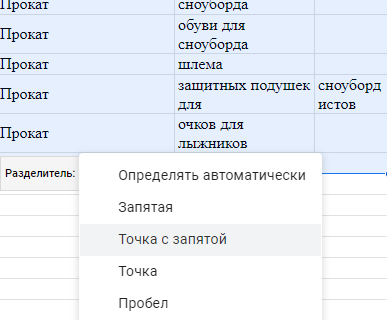 Прокат сноуборда
обуви для
Прокат сноуборда
Прокат шлема
защитных подушек сноуборд
Прокат для истов
очков для
Прокат лыжников
Разделитель:
Определять автоматически
Запятая
Точка с запятой
Точка
Пробел